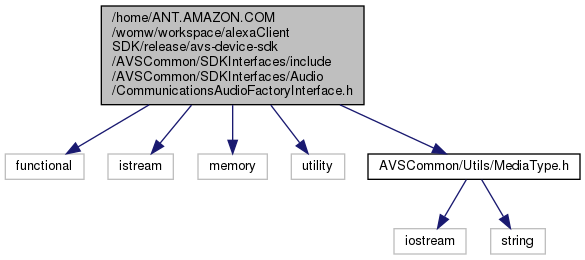 /home/ANT.AMAZON.COM
/womw/workspace/alexaClient
SDK/release/avs-device-sdk
/AVSCommon/SDKInterfaces/include
/AVSCommon/SDKInterfaces/Audio
/CommunicationsAudioFactoryInterface.h
functional
istream
memory
utility
AVSCommon/Utils/MediaType.h
iostream
string